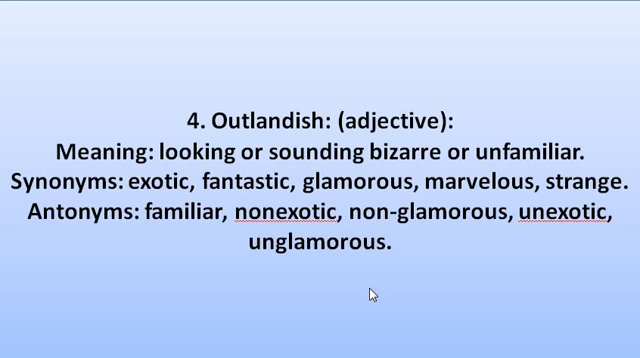 4. Outlandish: (adjective):
Meaning: looking or sounding bizarre or unfamiliar.
Synonyms: exotic, fantastic, glamorous, marvelous, strange.
Antonyms: familiar, nonexotic, non-glamorous, unexotic,
unglamorous.